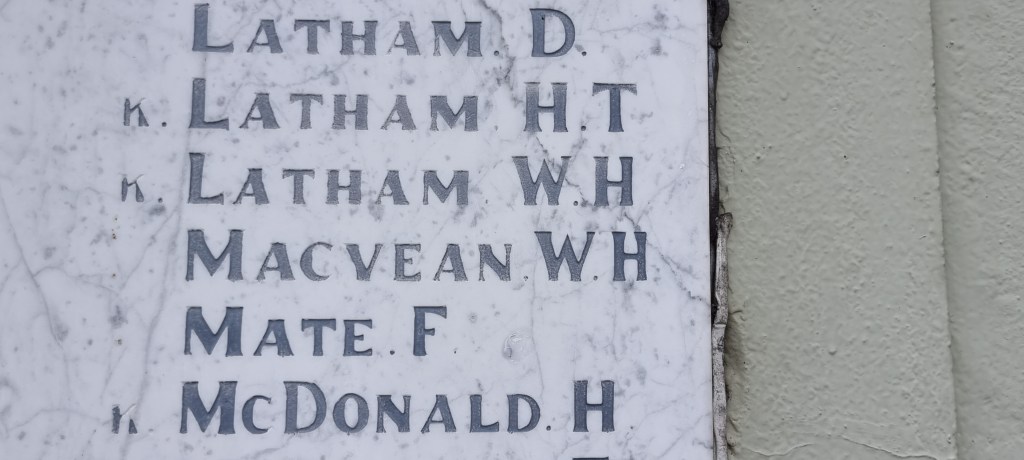 LATHAM. D.
K. LATHAM. H.T
K. LATHAM W.H
MACVEAN. W.H
MATE. F
K MCDONALD. H